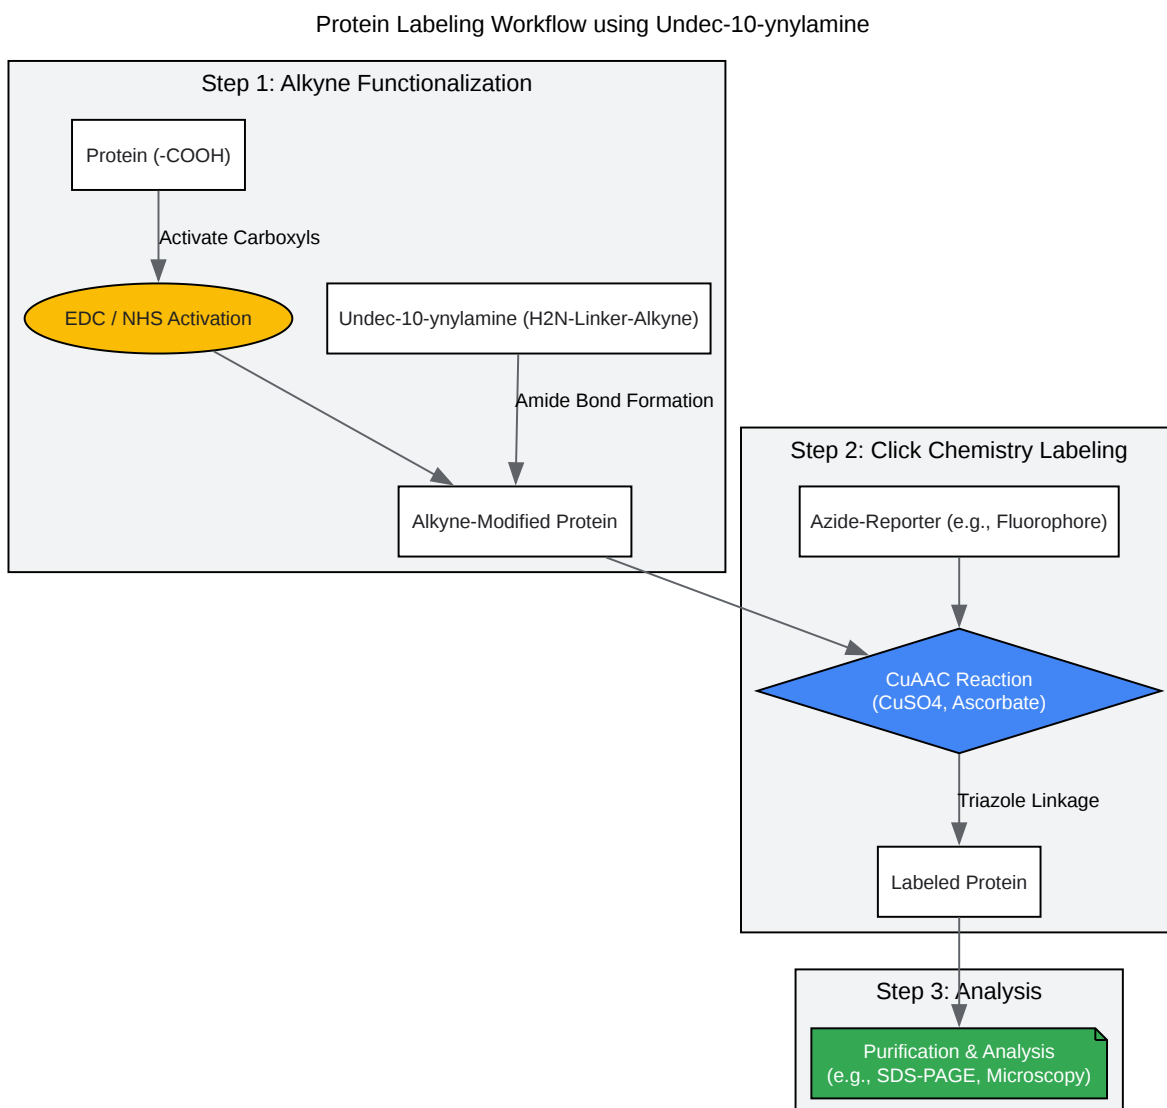 Protein Labeling Workflow using Undec-10-ynylamine
Step 1: Alkyne Functionalization
Protein (-COOH)
Activate Carboxyls
EDC / NHS Activation
Undec-10-ynylamine (H2N-Linker-Alkyne)
Amide Bond Formation
Alkyne-Modified Protein
Step 2: Click Chemistry Labeling
Azide-Reporter (e.g., Fluorophore)
CuAAC Reaction
(CuSO4, Ascorbate)
Triazole Linkage
Labeled Protein
Step 3: Analysis
Purification & Analysis
(e.g., SDS-PAGE, Microscopy)